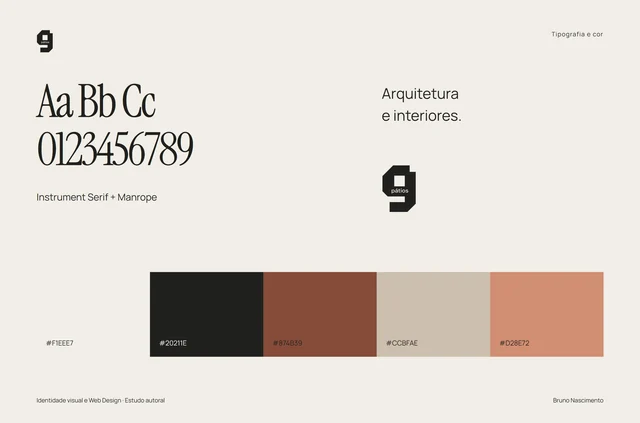 Tipografia e cor
Aa Bb Cc
0123456789
Instrument Serif + Manrope
Arquitetura
e interiores.
9
pátios
#F1EEE7
#20211E
#874B39
#CCBFAE
#D28E72
Identidade visual e Web Design · Estudo autoral
Bruno Nascimento